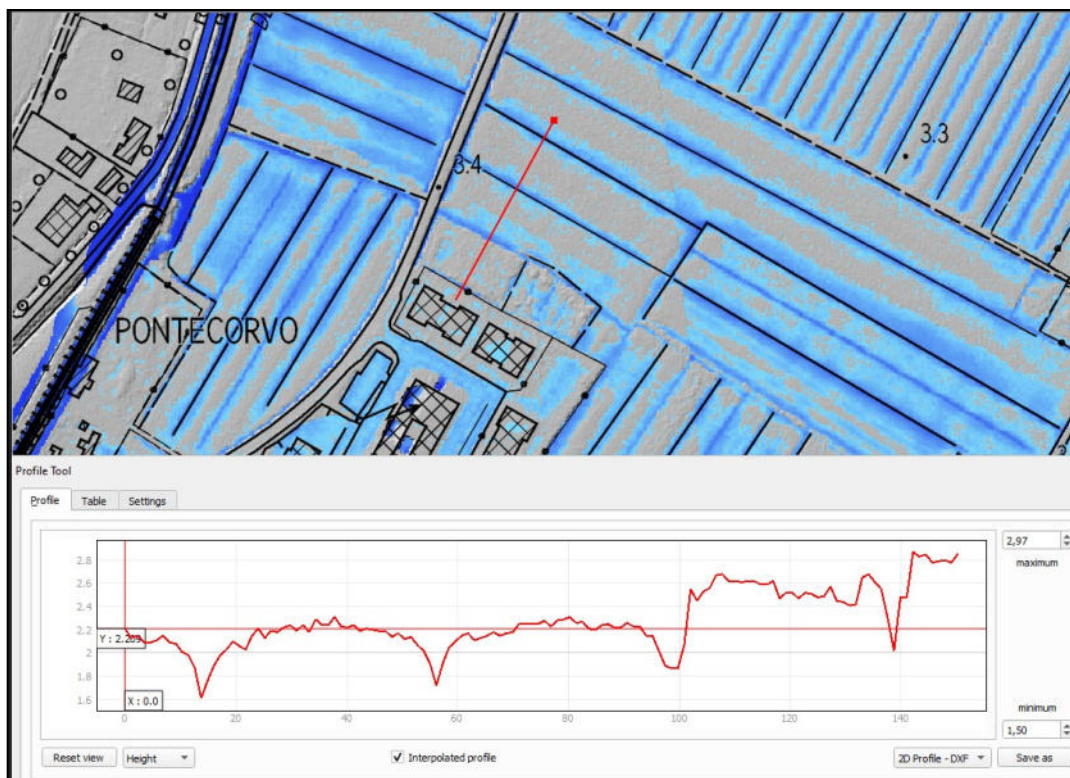 3.3
3.4
PONTECORVO
Profile Tool
Profile Table Settings
2.8
2.6
2.4
2.2
2
1.8
1.6
Y : 2.209
X : 0.0
0 20 40 60 80 100 120 140
2,97
maximum
minimum
1,50
Reset view Height Interpolated profile 2D Profile - DXF Save as